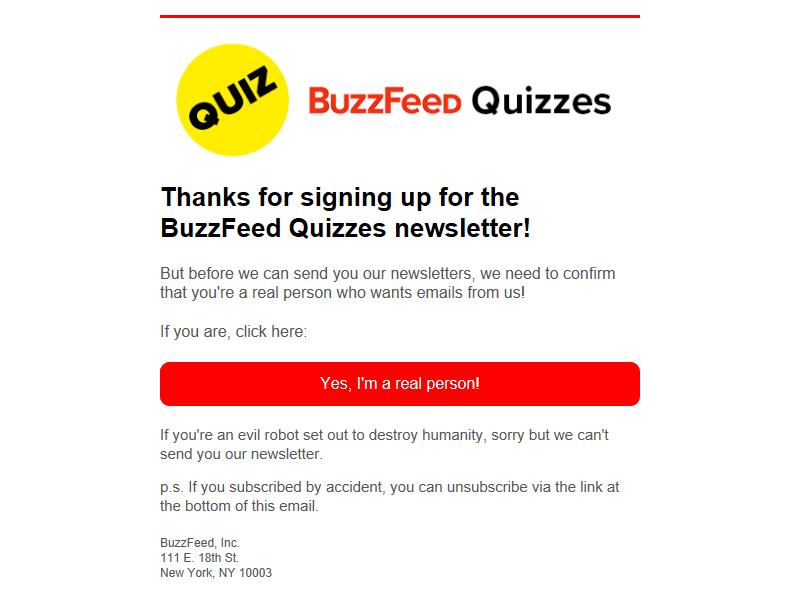 QUIZ
BuzzFeed Quizzes
Thanks for signing up for the
BuzzFeed Quizzes newsletter!
But before we can send you our newsletters, we need to confirm
that you're a real person who wants emails from us!
If you are, click here:
Yes, I'm a real person!
If you're an evil robot set out to destroy humanity, sorry but we can't
send you our newsletter.
p.s. If you subscribed by accident, you can unsubscribe via the link at
the bottom of this email.
BuzzFeed, Inc.
111 E. 18th St.
New York, NY 10003